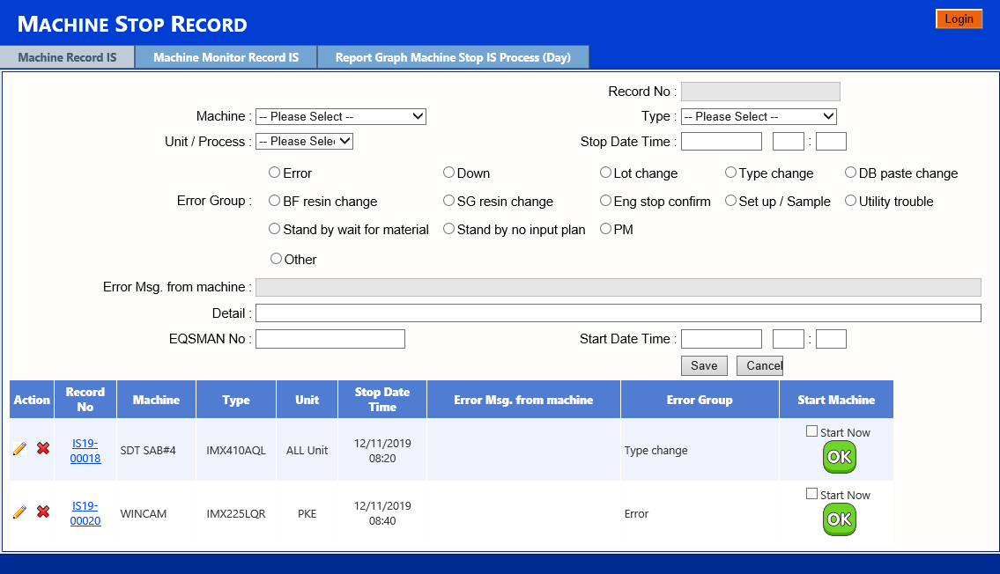 MACHINE STOP RECORD
Login
Machine Record IS Machine Monitor Record IS Report Graph Machine Stop IS Process (Day)
Record No :
Machine : -- Please Select -- Type : -- Please Select --
Unit / Process : -- Please Selec Stop Date Time : :
Error Down Lot change Type change DB paste change
Error Group : BF resin change SG resin change Eng stop confirm Set up / Sample Utility trouble
Stand by wait for material Stand by no input plan PM
Other
Error Msg. from machine :
Detail :
EQSMAN No : Start Date Time : :
Save Cancel
Action Record No Machine Type Unit Stop Date Time Error Msg. from machine Error Group Start Machine
IS19-00018 SDT SAB#4 IMX410AQL ALL Unit 12/11/2019 08:20 Type change Start Now OK
IS19-00020 WINCAM IMX225LQR PKE 12/11/2019 08:40 Error Start Now OK